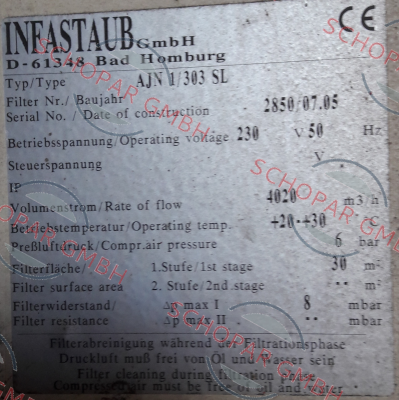 INFASTAUB GmbH CE
D-61348 Bad Homburg
Typ/Type AJN 1/303 SL
Filter Nr./ Baujahr
Serial No. / Date of construction 2850/07.05
Betriebsspannung/Operating voltage 230 V 50 Hz
Steuerspannung V
IP
Volumenstrom/Rate of flow 4020 m3/h
Betriebstemperatur/Operating temp. +20-+30 °C
Preßluftdruck/Compr.air pressure 6 bar
Filterfläche/ 1.Stufe/1st stage 30 m²
Filter surface area 2. Stufe/2nd stage -- m²
Filterwiderstand/ Δp max I 8 mbar
Filter resistance Δp max II -- mbar
Filterabreinigung während der Filtrationsphase
Druckluft muß frei von Öl und Wasser sein
Filter cleaning during filtration phase
Compressed air must be free of oil and water
SCHOPAR GMBH
SCHOPAR GMBH
SCHOPAR GMBH
SCHOPAR GMBH